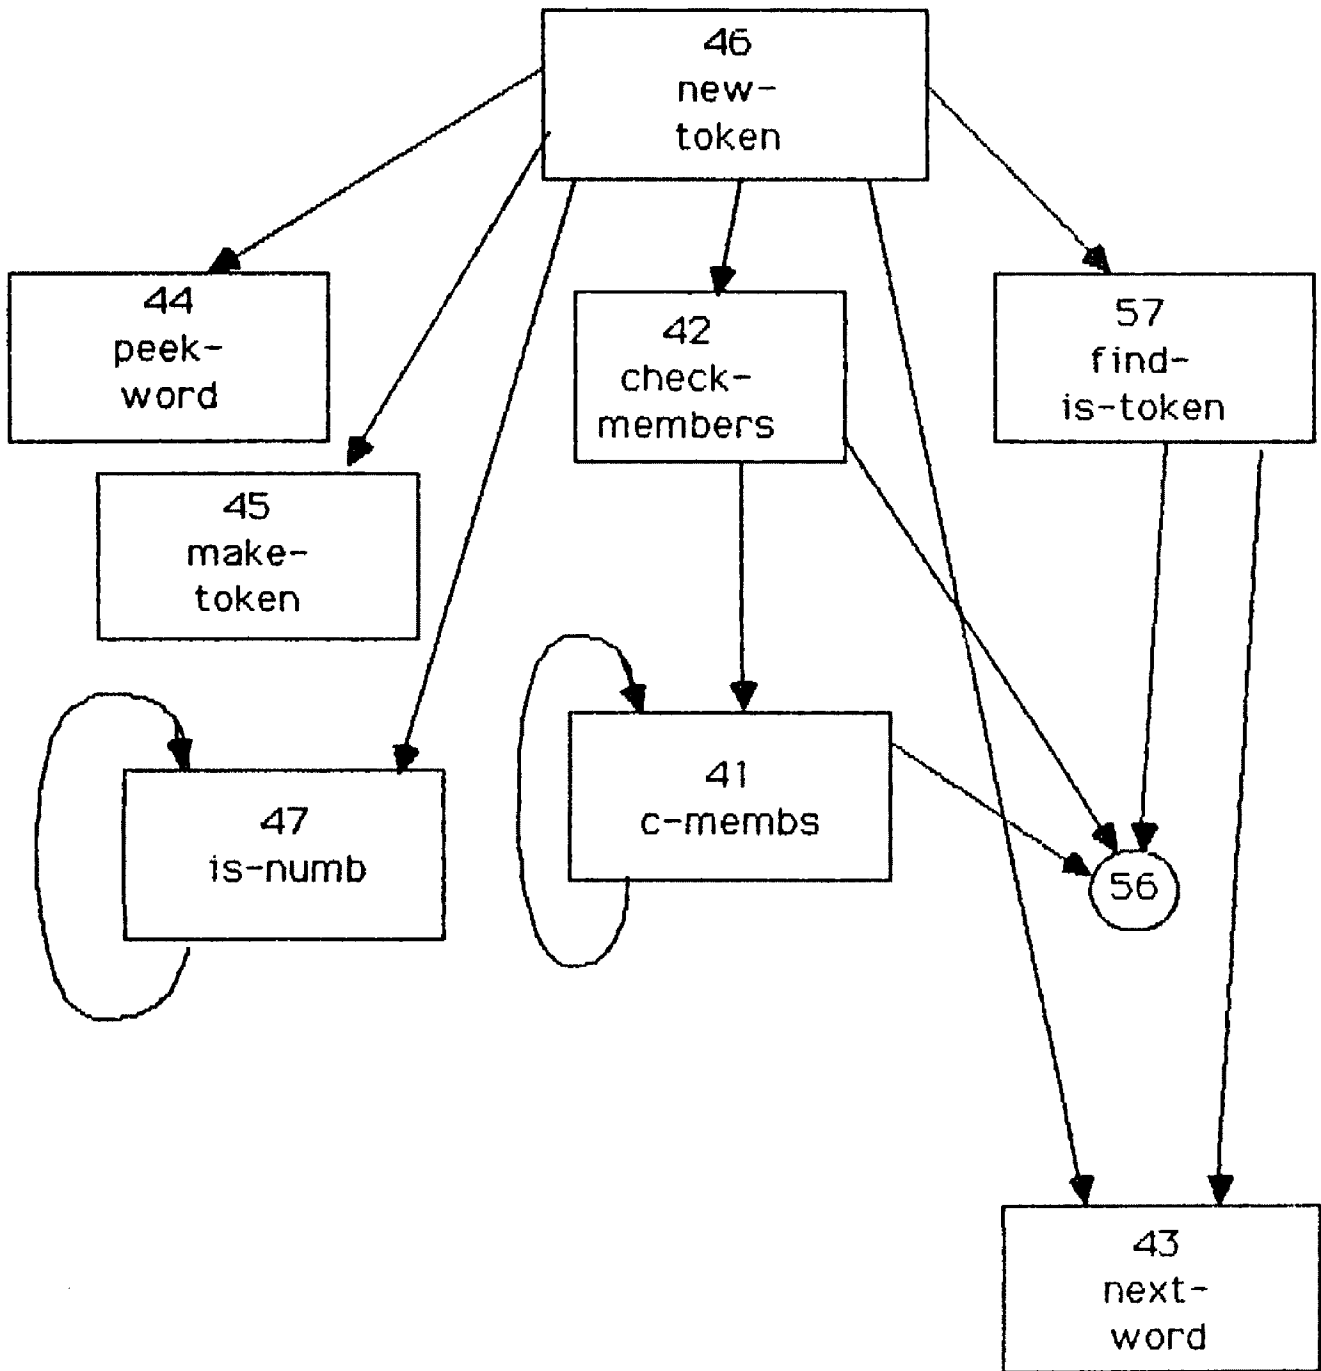 46
new-
token
44
peek-
word
42
check-
members
57
find-
is-token
45
make-
token
47
is-numb
41
c-membs
56
43
next-
word